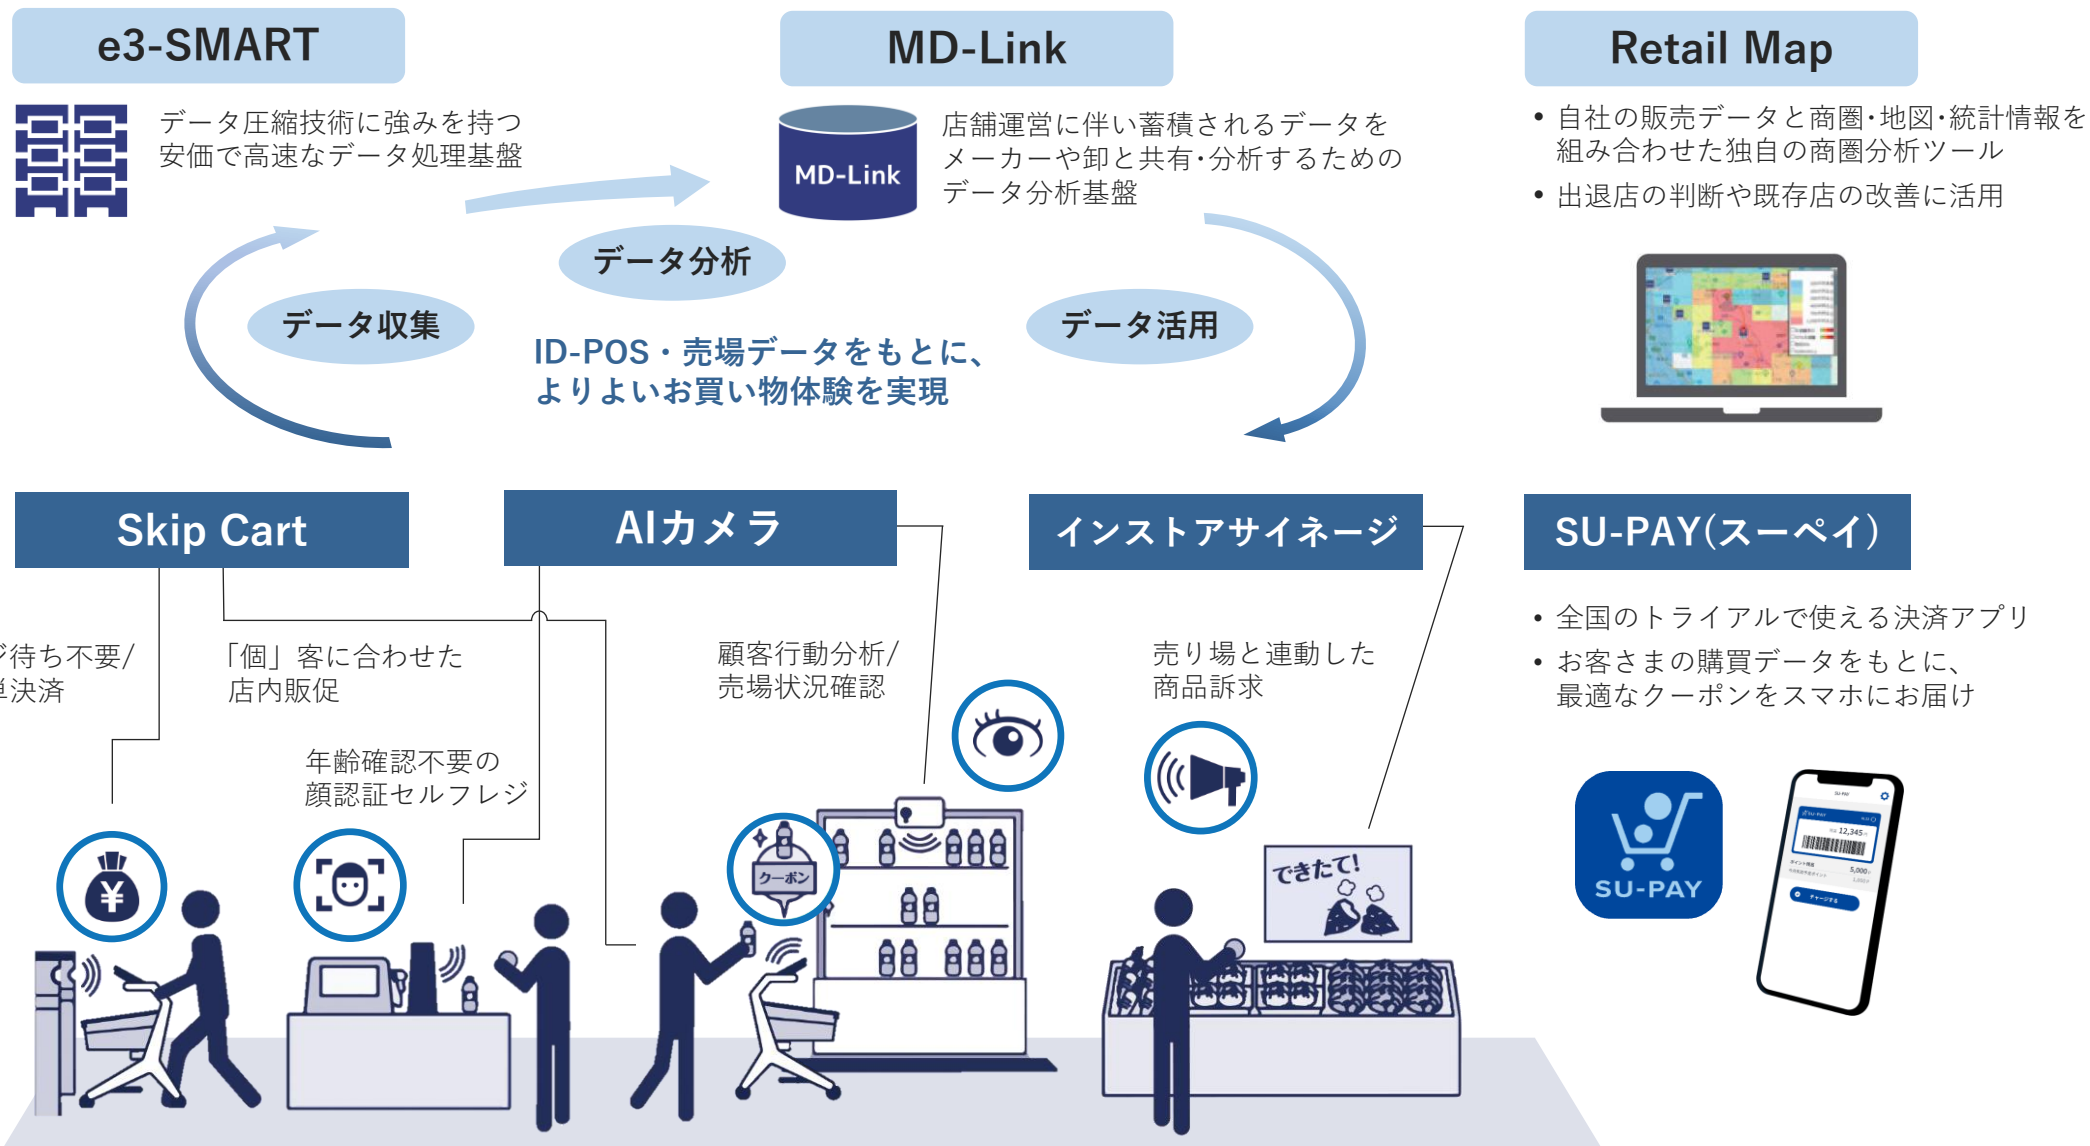 e3-SMART
データ圧縮技術に強みを持つ
安価で高速なデータ処理基盤
MD-Link
MD-Link
店舗運営に伴い蓄積されるデータを
メーカーや卸と共有・分析するための
データ分析基盤
Retail Map
• 自社の販売データと商圏・地図・統計情報を
組み合わせた独自の商圏分析ツール
• 出退店の判断や既存店の改善に活用
データ分析
データ収集
データ活用
ID-POS・売場データをもとに、
よりよいお買い物体験を実現
Skip Cart
AIカメラ
インストアサイネージ
SU-PAY(スーペイ)
待ち不要/
決済
「個」客に合わせた
店内販促
年齢確認不要の
顔認証セルフレジ
顧客行動分析/
売場状況確認
売り場と連動した
商品訴求
• 全国のトライアルで使える決済アプリ
• お客さまの購買データをもとに、
最適なクーポンをスマホにお届け
クーポン
できたて!
SU-PAY
SU-PAY
SU-PAY
12,345
5,000
チャージする